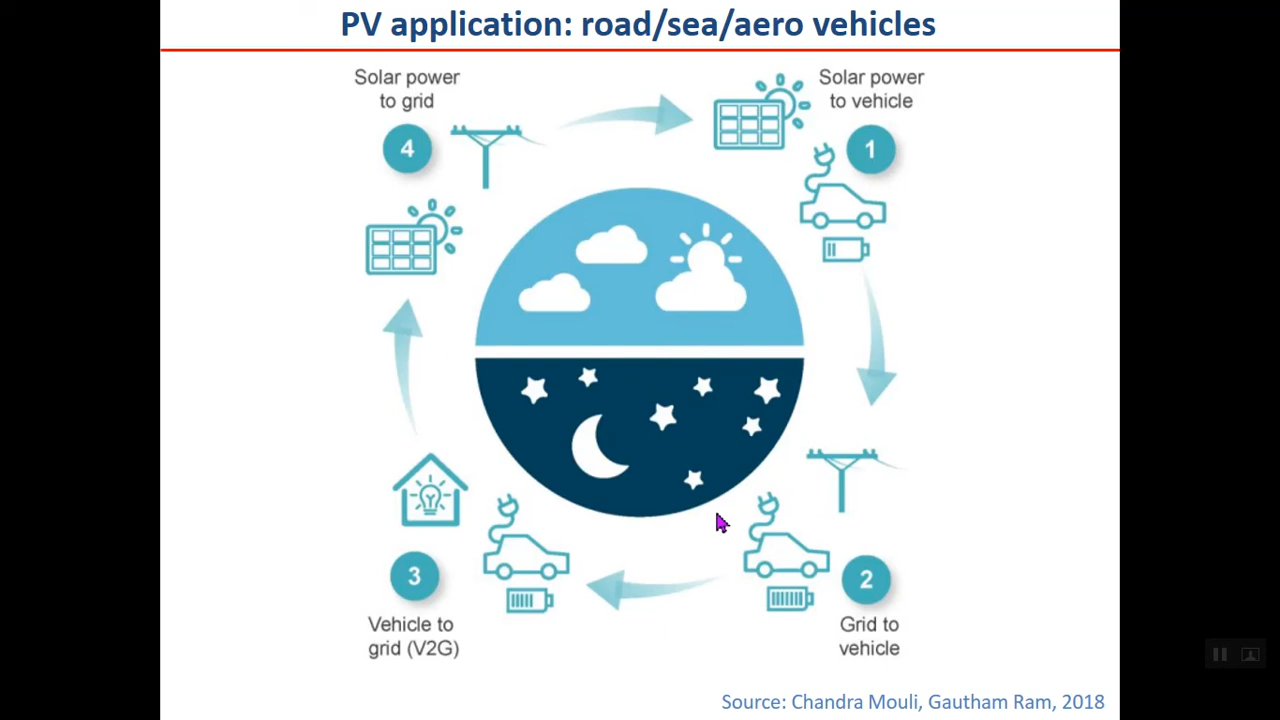 PV application: road/sea/aero vehicles
Solar power
to grid
4
Solar power
to vehicle
1
3
Vehicle to
grid (V2G)
2
Grid to
vehicle
Source: Chandra Mouli, Gautham Ram, 2018